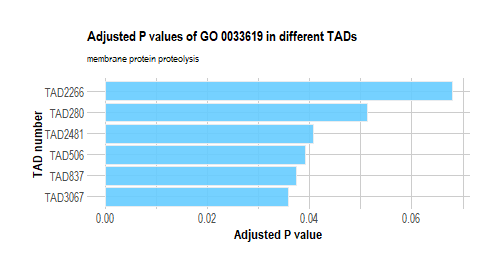 Adjusted P values of GO 0033619 in different TADs
membrane protein proteolysis
TAD number
TAD2266
TAD280
TAD2481
TAD506
TAD837
TAD3067
0.00 0.02 0.04 0.06
Adjusted P value